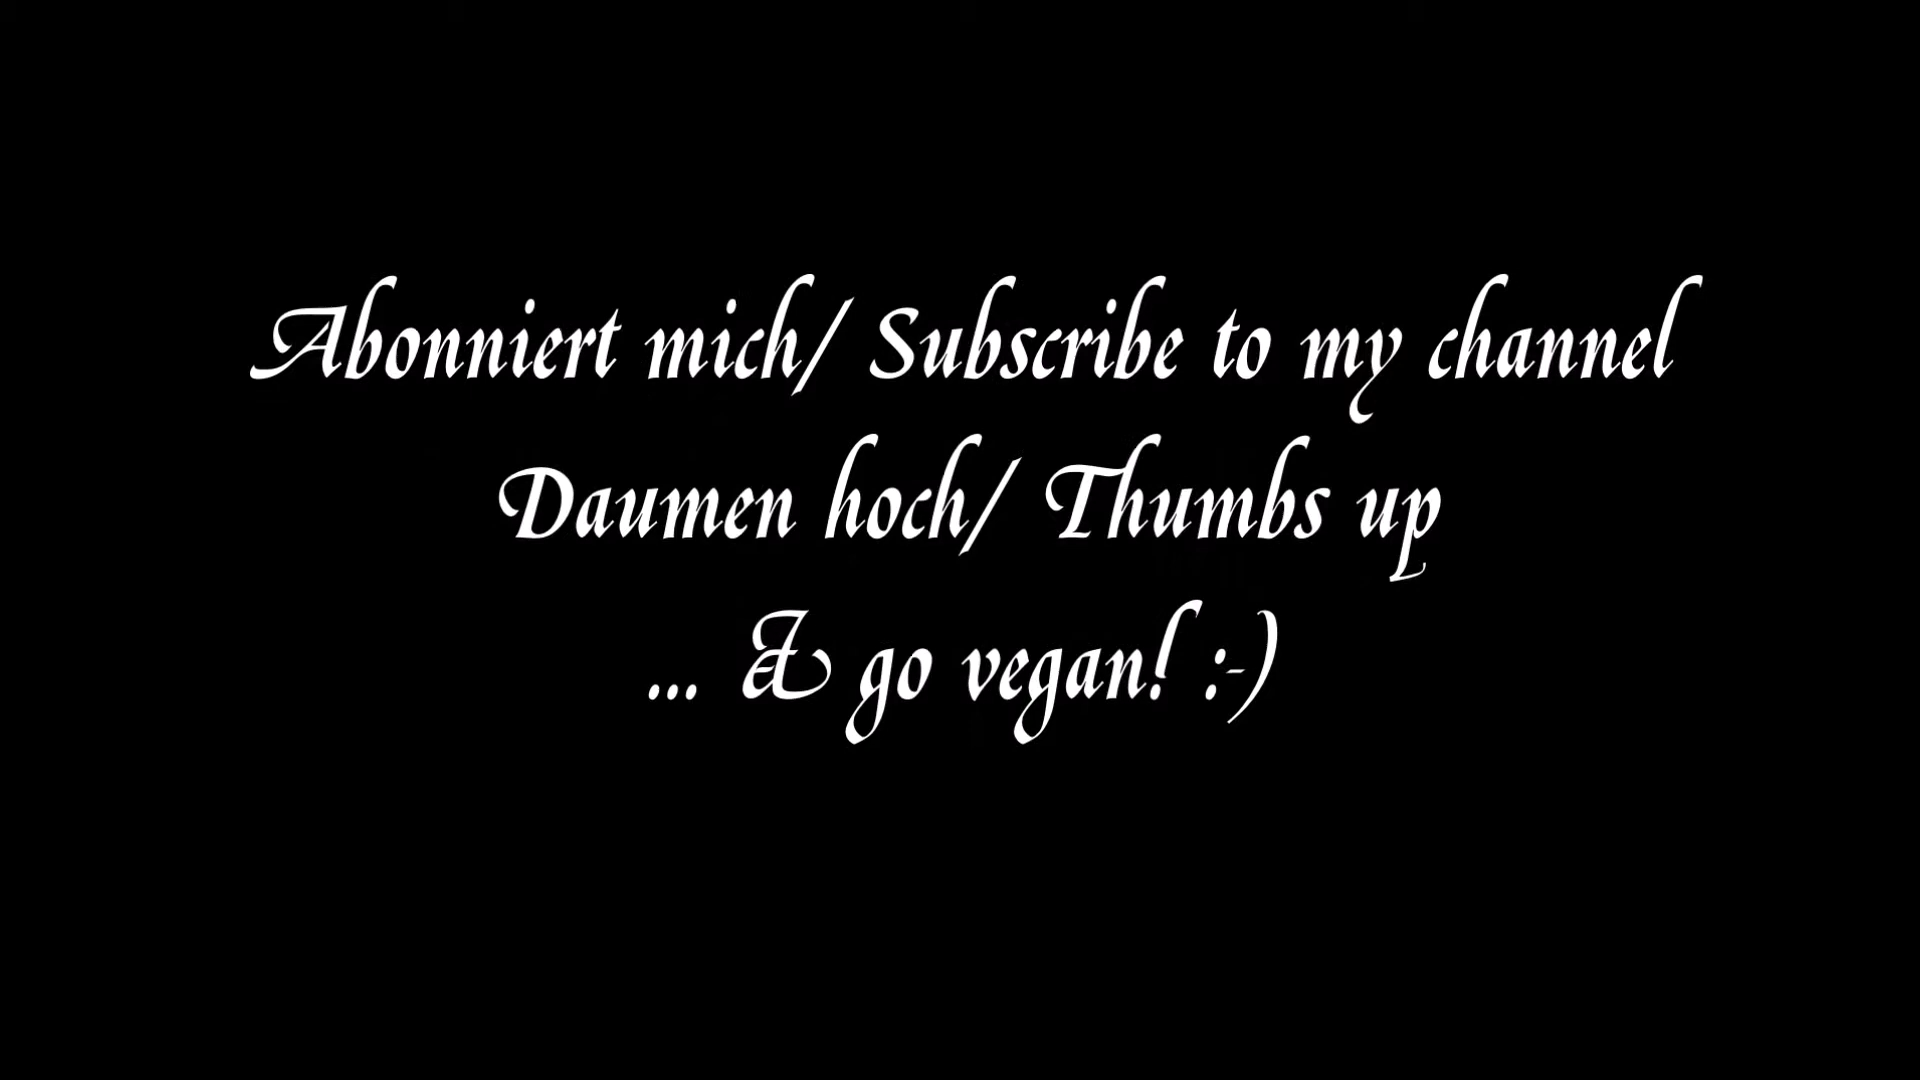 Abonniert mich/ Subscribe to my channel
Daumen hoch/ Thumbs up
... & go vegan! :-)